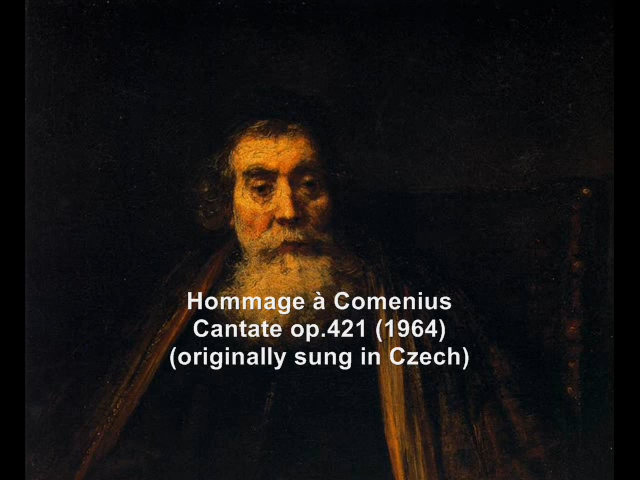 Hommage à Comenius
Cantate op.421 (1964)
(originally sung in Czech)